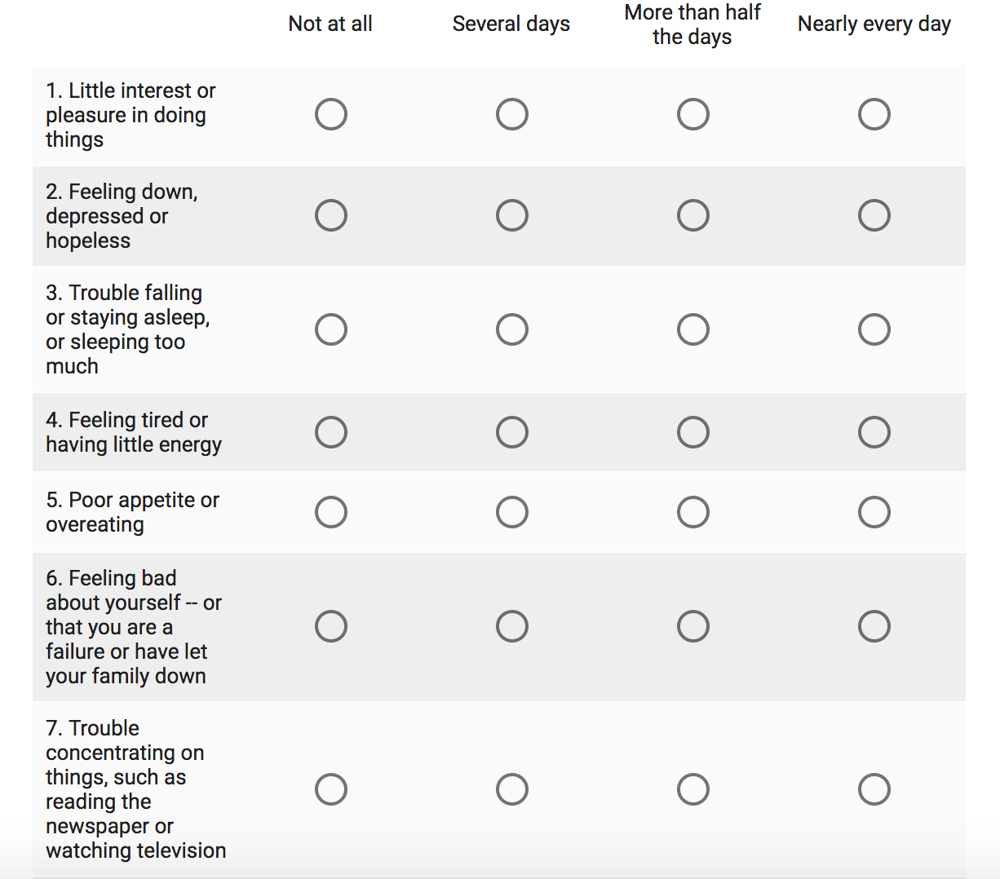 Not at all
Several days
More than half
the days
Nearly every day
1. Little interest or
pleasure in doing
things
2. Feeling down,
depressed or
hopeless
3. Trouble falling
or staying asleep,
or sleeping too
much
4. Feeling tired or
having little energy
5. Poor appetite or
overeating
6. Feeling bad
about yourself -- or
that you are a
failure or have let
your family down
7. Trouble
concentrating on
things, such as
reading the
newspaper or
watching television